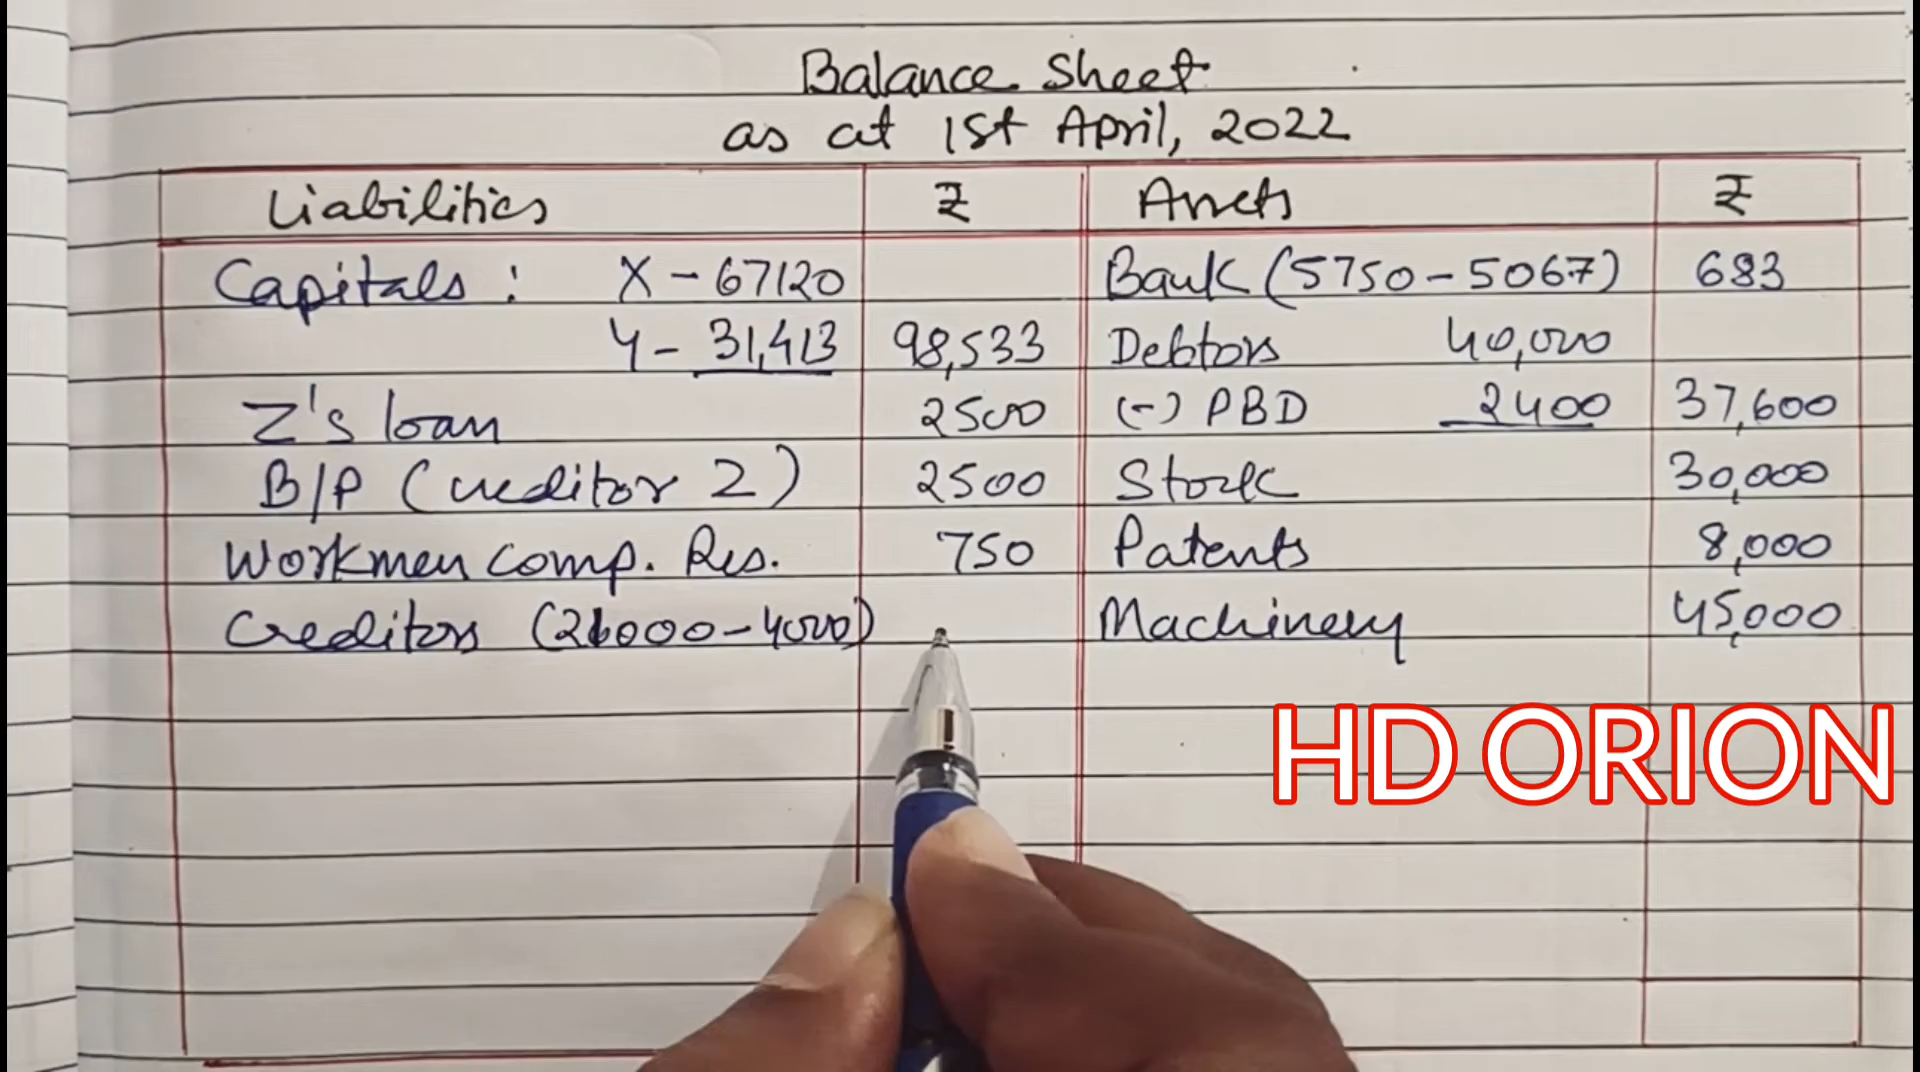 Balance Sheet
as at 1st April, 2022
Liabilities ₹ Assets ₹
Capitals : X - 67120 Bank (5750 - 5067) 683
Y - 31,413 98,533 Debtors 40,000
Z's loan 2500 (-) PBD 2400 37,600
B/P (creditor 2) 2500 Stock 30,000
Workmen comp. Res. 750 Patents 8,000
Creditors ( -4000) Machinery 45,000
HD ORION